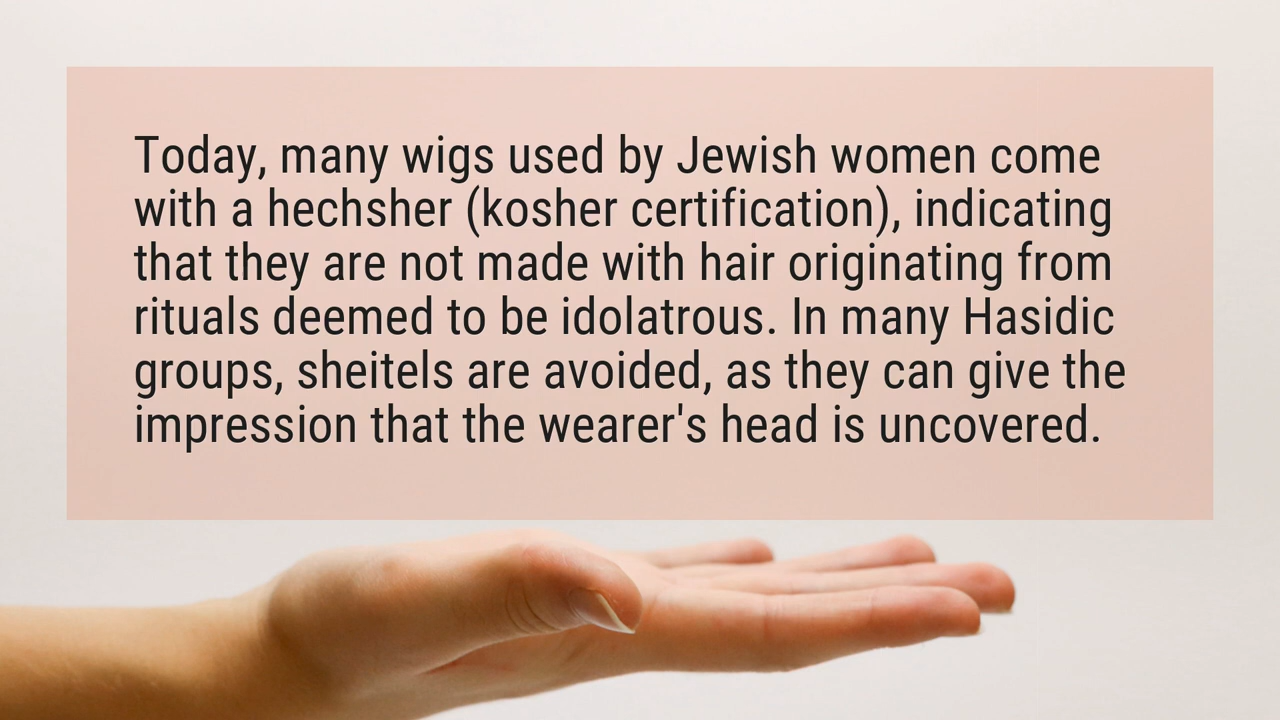 Today, many wigs used by Jewish women come
with a hechsher (kosher certification), indicating
that they are not made with hair originating from
rituals deemed to be idolatrous. In many Hasidic
groups, sheitels are avoided, as they can give the
impression that the wearer's head is uncovered.